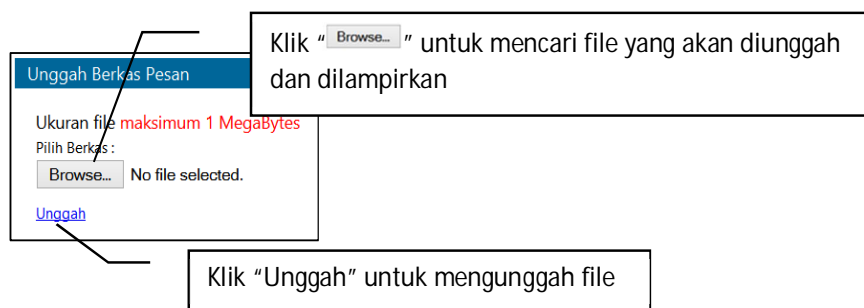 Klik “Browse...” untuk mencari file yang akan diunggah
dan dilampirkan
Unggah Berkas Pesan
Ukuran file maksimum 1 MegaBytes
Pilih Berkas :
Browse... No file selected.
Unggah
Klik “Unggah” untuk mengunggah file